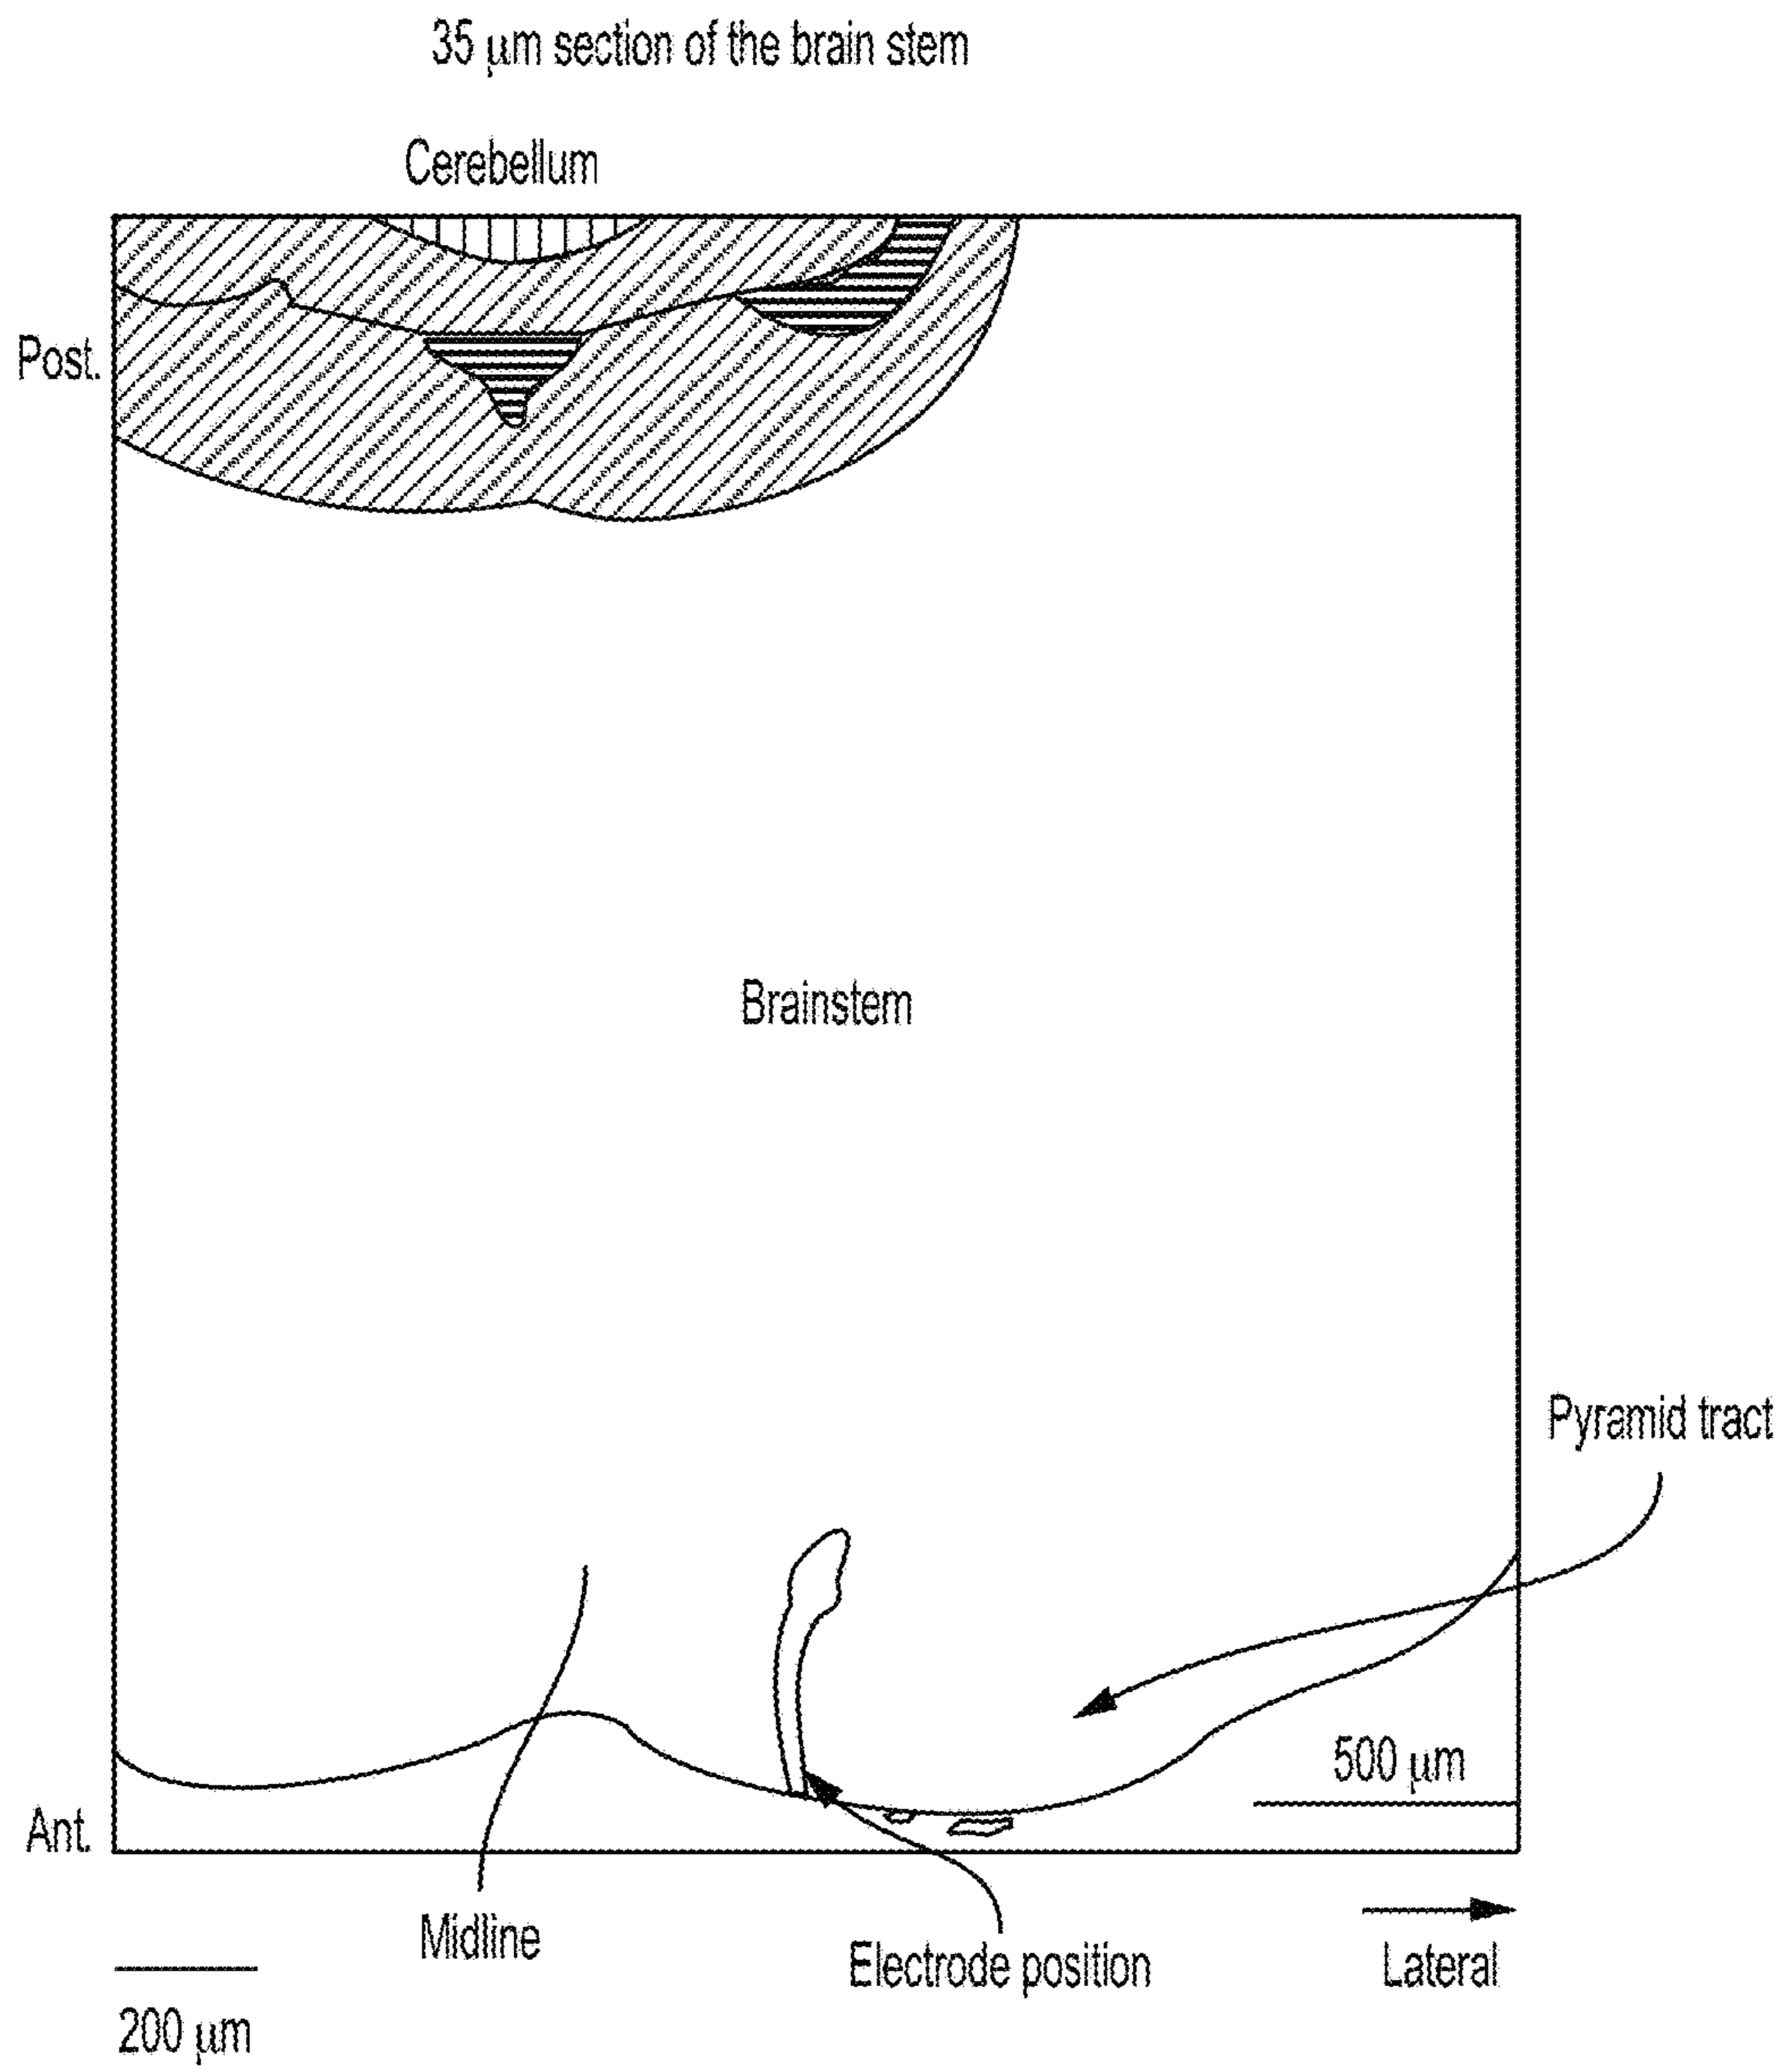 35 μm section of the brain stem
Cerebellum
Post.
Brainstem
Pyramid tract
500 μm
Ant.
Midline
Electrode position
Lateral
200 μm